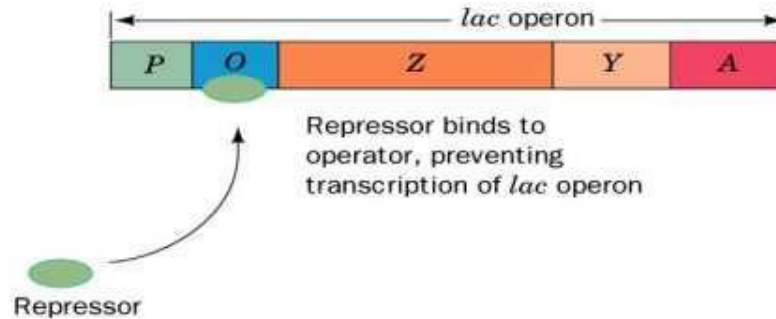 lac operon
P O Z Y A
Repressor binds to
operator, preventing
transcription of lac operon
Repressor